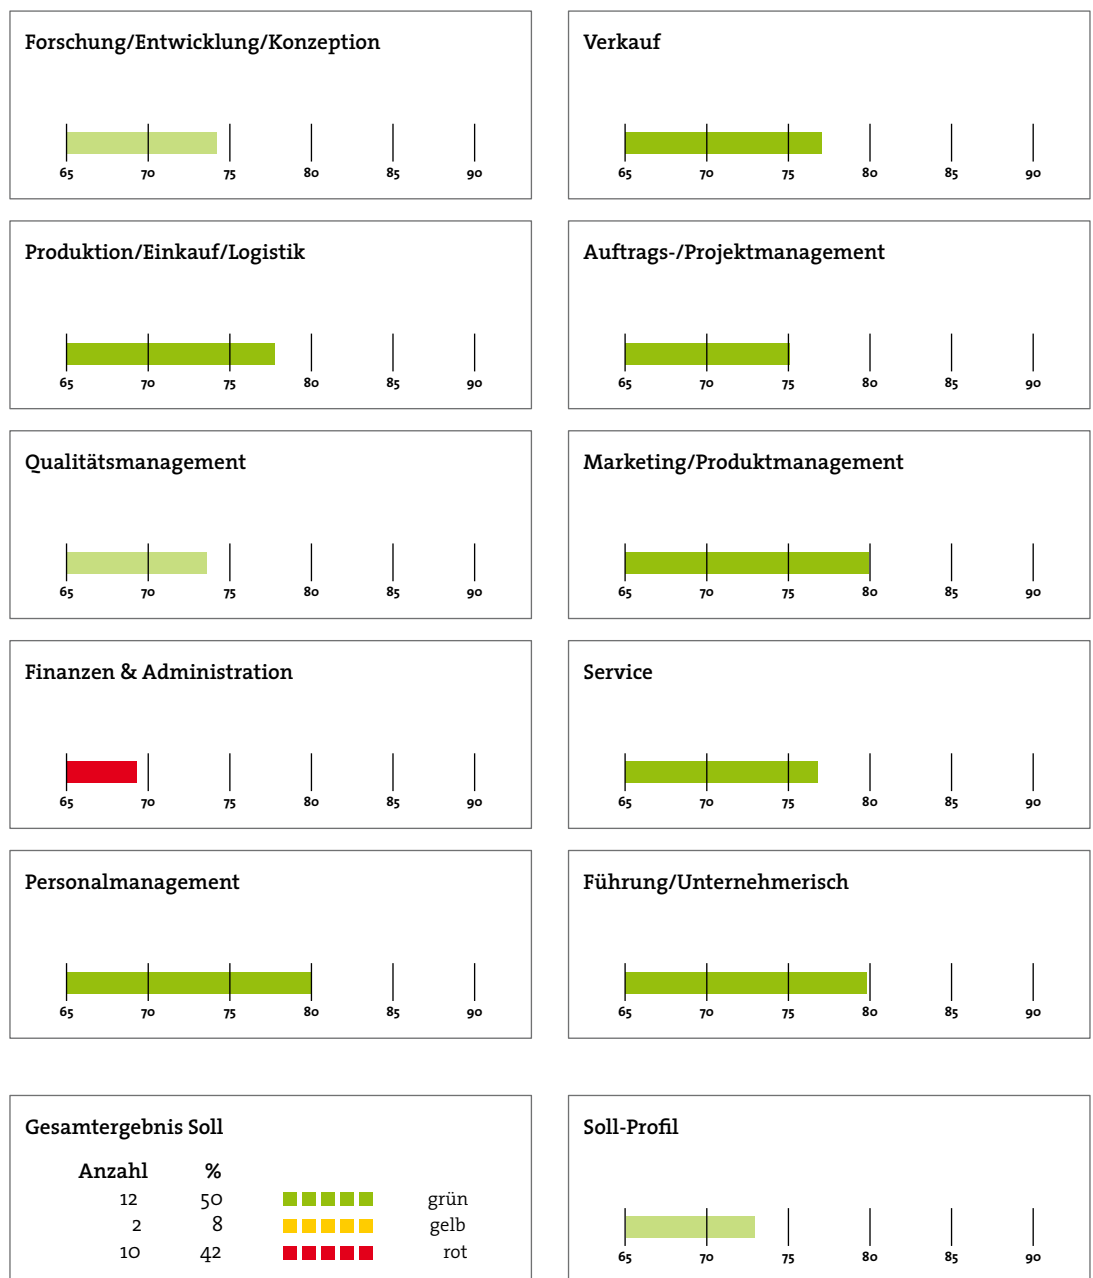 Forschung/Entwicklung/Konzeption
65 70 75 80 85 90
Verkauf
65 70 75 80 85 90
Produktion/Einkauf/Logistik
65 70 75 80 85 90
Auftrags-/Projektmanagement
65 70 75 80 85 90
Qualitätsmanagement
65 70 75 80 85 90
Marketing/Produktmanagement
65 70 75 80 85 90
Finanzen & Administration
65 70 75 80 85 90
Service
65 70 75 80 85 90
Personalmanagement
65 70 75 80 85 90
Führung/Unternehmerisch
65 70 75 80 85 90
Gesamtergebnis Soll
Anzahl %
12 50 grün
2 8 gelb
10 42 rot
Soll-Profil
65 70 75 80 85 90